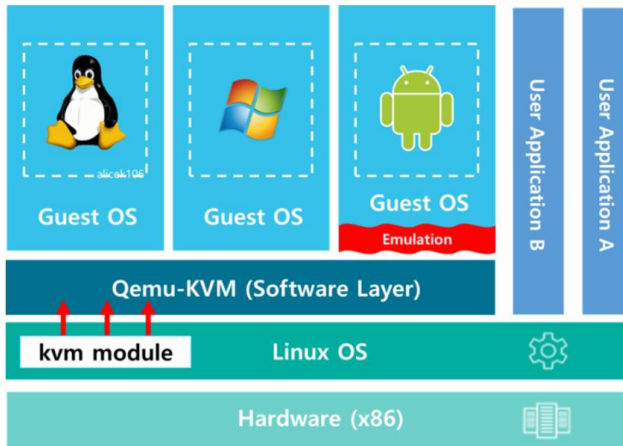 alicek106
Guest OS
Guest OS
Guest OS
Emulation
User Application B
User Application A
Qemu-KVM (Software Layer)
kvm module
Linux OS
Hardware (x86)